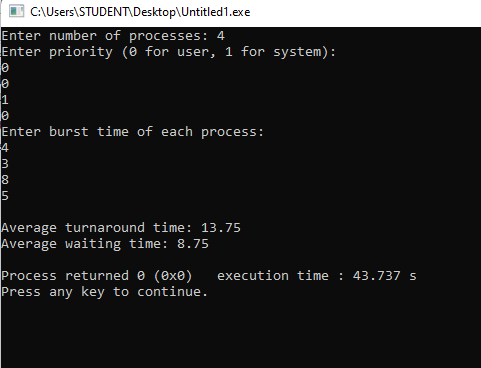 C:\Users\STUDENT\Desktop\Untitled1.exe
Enter number of processes: 4
Enter priority (0 for user, 1 for system):
0
0
1
0
Enter burst time of each process:
4
3
8
5
Average turnaround time: 13.75
Average waiting time: 8.75
Process returned 0 (0x0)   execution time : 43.737 s
Press any key to continue.